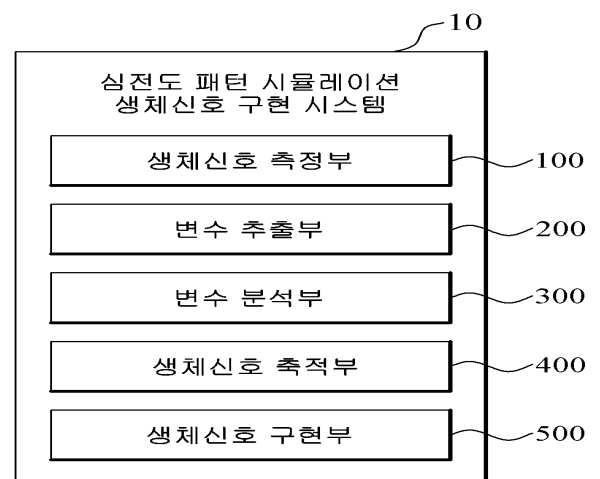 10
심전도 패턴 시뮬레이션
생체신호 구현 시스템
생체신호 측정부 100
변수 추출부 200
변수 분석부 300
생체신호 축적부 400
생체신호 구현부 500